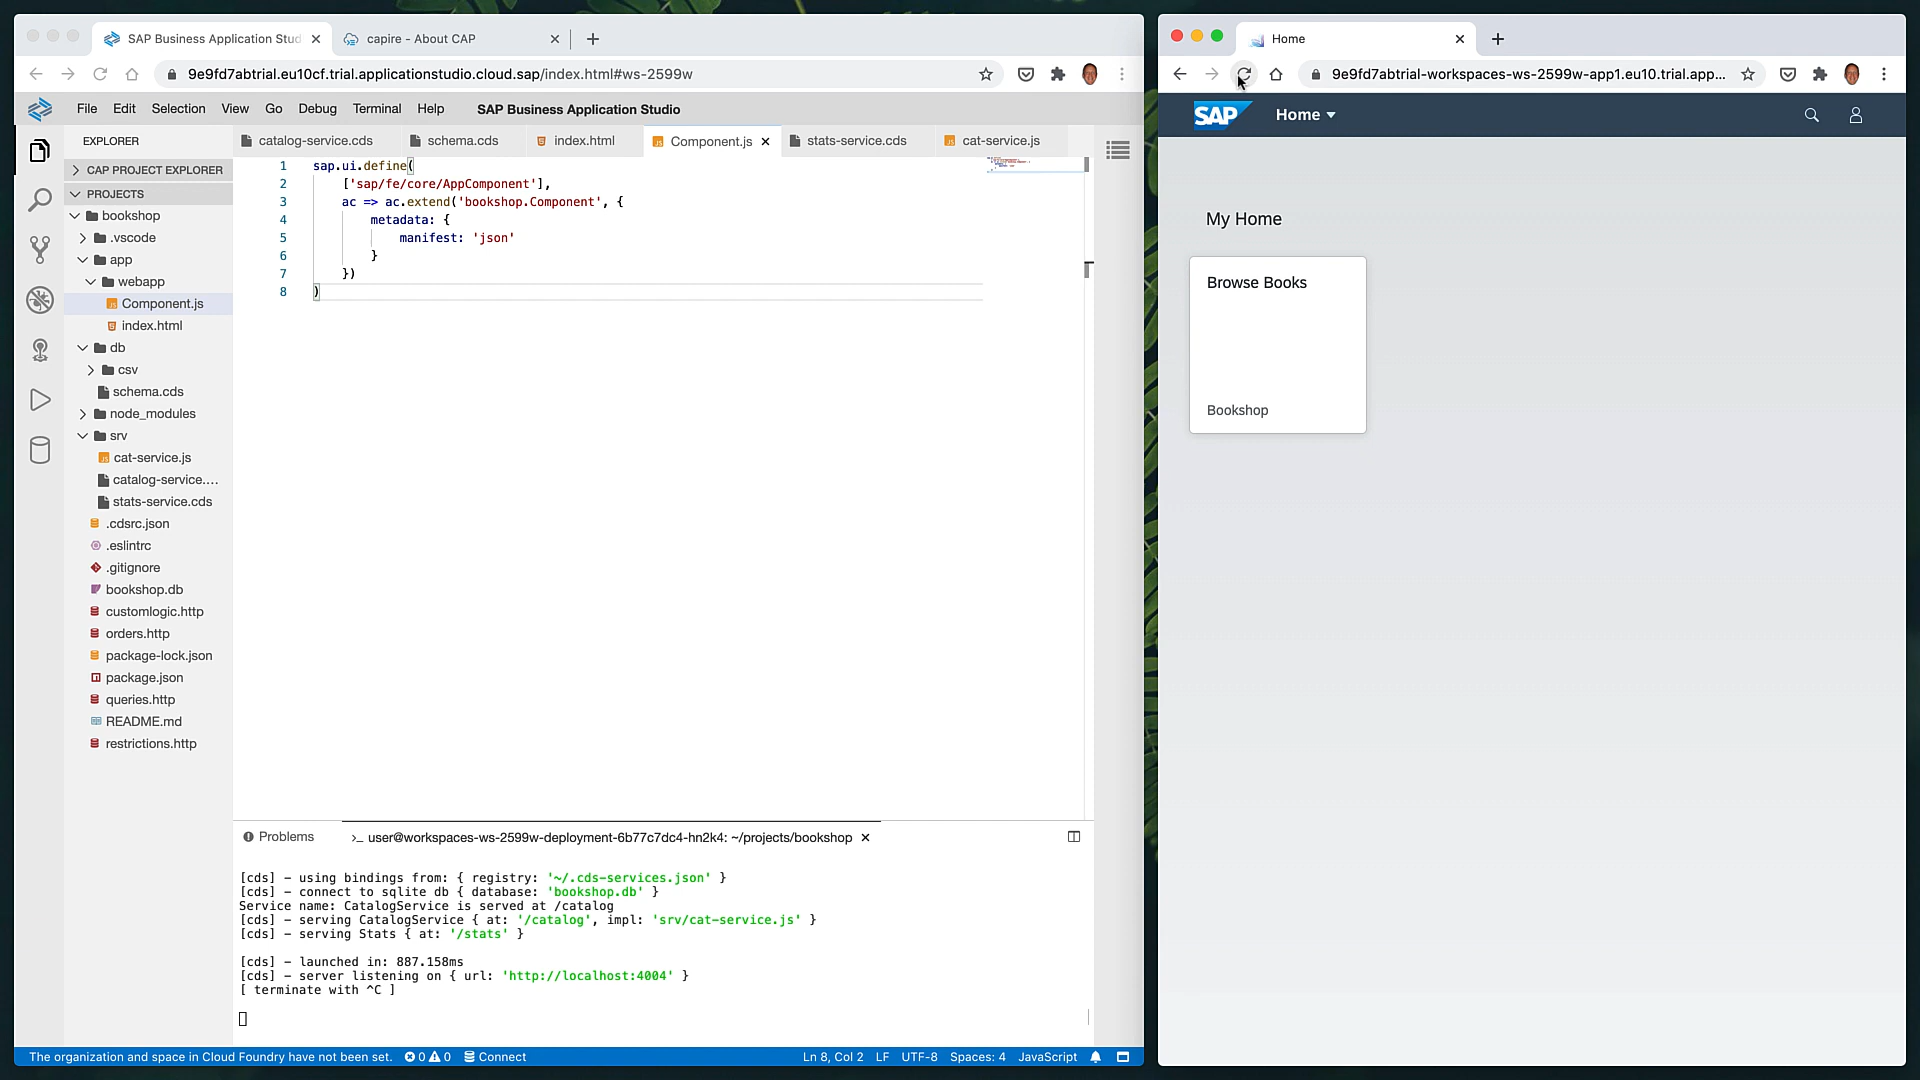 SAP Business Application Stud
capire - About CAP
9e9fd7abtrial.eu10cf.trial.applicationstudio.cloud.sap/index.html#ws-2599w
File Edit Selection View Go Debug Terminal Help SAP Business Application Studio
EXPLORER
CAP PROJECT EXPLORER
PROJECTS
bookshop
.vscode
app
webapp
Component.js
index.html
db
csv
schema.cds
node_modules
srv
cat-service.js
catalog-service....
stats-service.cds
.cdsrc.json
.eslintrc
.gitignore
bookshop.db
customlogic.http
orders.http
package-lock.json
package.json
queries.http
README.md
restrictions.http
catalog-service.cds schema.cds index.html Component.js stats-service.cds cat-service.js
1 sap.ui.define(
2 ['sap/fe/core/AppComponent'],
3 ac => ac.extend('bookshop.Component', {
4 metadata: {
5 manifest: 'json'
6 }
7 })
8 )
Problems
>_ user@workspaces-ws-2599w-deployment-6b77c7dc4-hn2k4: ~/projects/bookshop
[cds] - using bindings from: { registry: '~/.cds-services.json' }
[cds] - connect to sqlite db { database: 'bookshop.db' }
Service name: CatalogService is served at /catalog
[cds] - serving CatalogService { at: '/catalog', impl: 'srv/cat-service.js' }
[cds] - serving Stats { at: '/stats' }
[cds] - launched in: 887.158ms
[cds] - server listening on { url: 'http://localhost:4004' }
[ terminate with ^C ]
The organization and space in Cloud Foundry have not been set. 0 0 Connect
Ln 8, Col 2 LF UTF-8 Spaces: 4 JavaScript
Home
9e9fd7abtrial-workspaces-ws-2599w-app1.eu10.trial.app...
SAP Home
My Home
Browse Books
Bookshop